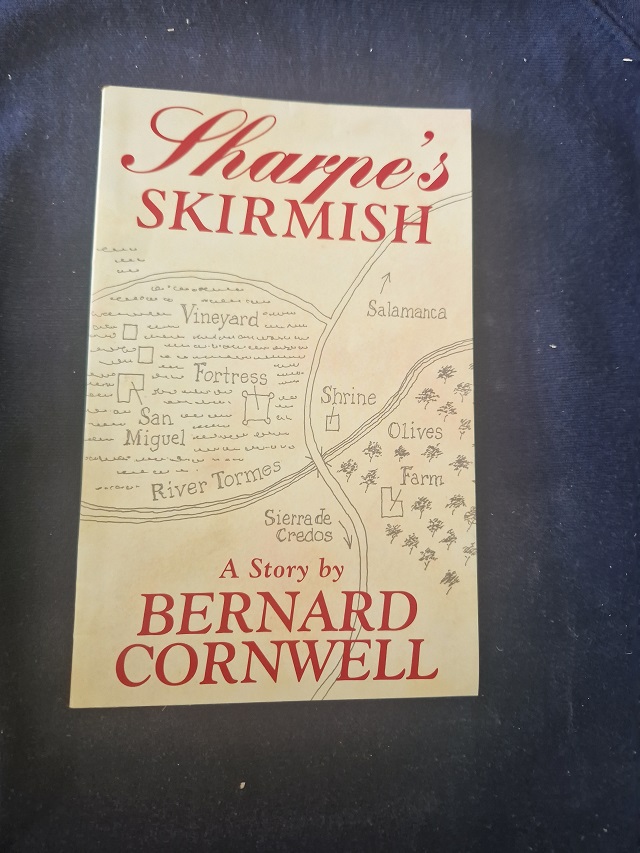 Sharpe's
SKIRMISH
Salamanca
Vineyard
Fortress
Shrine
San
Miguel
Olives
River Tormes
Farm
Sierra de
Credos
A Story by
BERNARD
CORNWELL